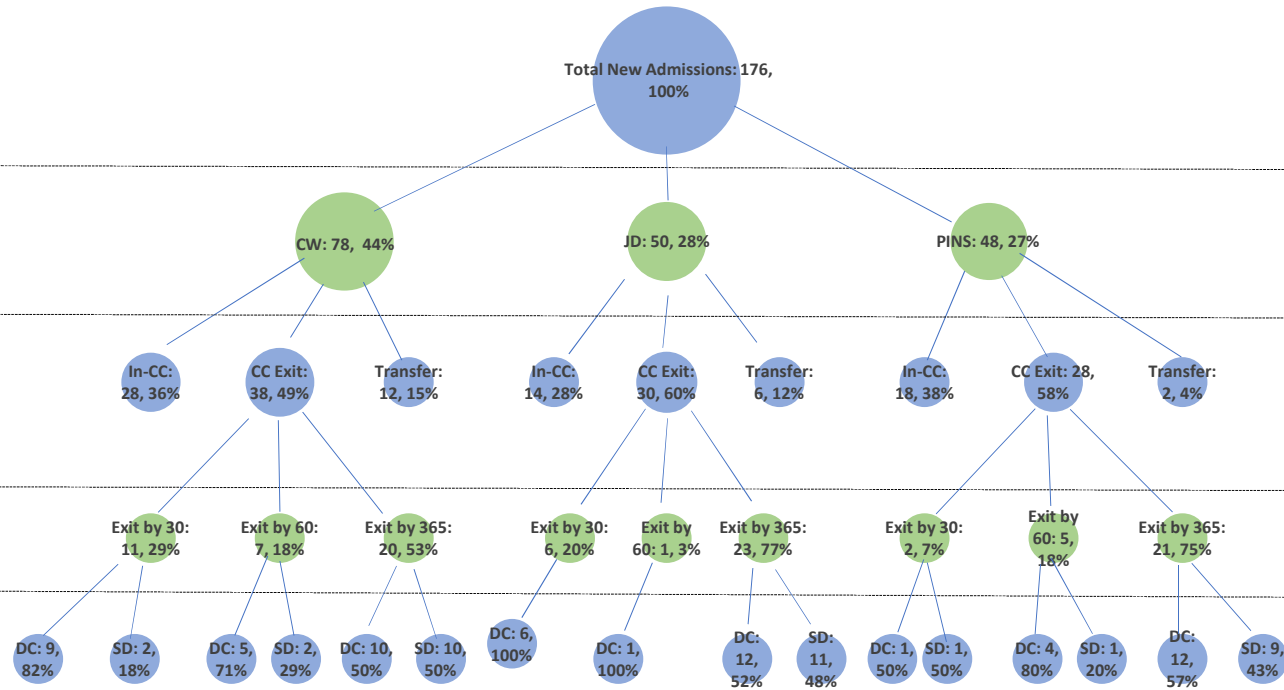 Total New Admissions: 176,
100%
CW: 78,  44%
JD: 50, 28%
PINS: 48, 27%
In-CC:
28, 36%
CC Exit:
38, 49%
Transfer:
12, 15%
In-CC:
14, 28%
CC Exit:
30, 60%
Transfer:
6, 12%
In-CC:
18, 38%
CC Exit: 28,
58%
Transfer:
2, 4%
Exit by 30:
11, 29%
Exit by 60:
7, 18%
Exit by 365:
20, 53%
Exit by 30:
6, 20%
Exit by
60: 1, 3%
Exit by 365:
23, 77%
Exit by 30:
2, 7%
Exit by
60: 5,
18%
Exit by 365:
21, 75%
DC: 9,
82%
SD: 2,
18%
DC: 5,
71%
SD: 2,
29%
DC: 10,
50%
SD: 10,
50%
DC: 6,
100%
DC: 1,
100%
DC:
12,
52%
SD:
11,
48%
DC: 1,
50%
SD: 1,
50%
DC: 4,
80%
SD: 1,
20%
DC:
12,
57%
SD: 9,
43%